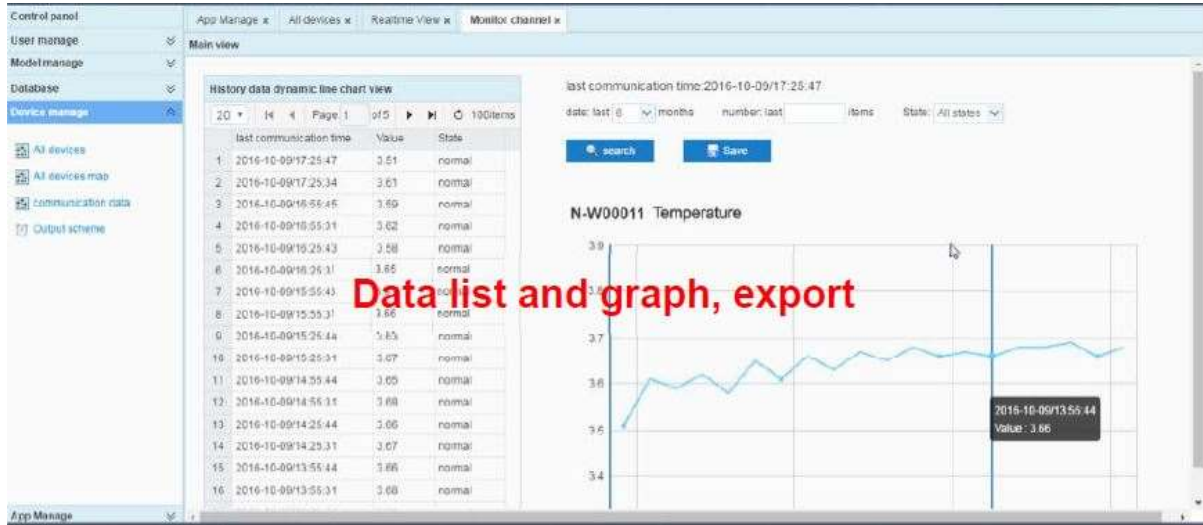 Control panel
User manage
Model manage
Database
Device manage
All devices
All devices map
communication data
Output scheme
App Manage
App Manage x All devices x Realtime View x Monitor channel x
Main view
History data dynamic line chart view
20 Page 1 of 5 100items
last communication time Value State
1 2016-10-09/17:25:47 3.51 normal
2 2016-10-09/17:25:34 3.61 normal
3 2016-10-09/16:55:45 3.59 normal
4 2016-10-09/16:55:31 3.62 normal
5 2016-10-09/16:25:43 3.58 normal
6 2016-10-09/16:25:31 3.65 normal
7 2016-10-09/15:55:43
8 2016-10-09/15:55:31 3.66 normal
9 2016-10-09/15:25:44 3.63 normal
10 2016-10-09/15:25:31 3.67 normal
11 2016-10-09/14:55:44 3.65 normal
12 2016-10-09/14:55:31 3.68 normal
13 2016-10-09/14:25:44 3.66 normal
14 2016-10-09/14:25:31 3.67 normal
15 2016-10-09/13:55:44 3.66 normal
16 2016-10-09/13:55:31 3.68 normal
last communication time:2016-10-09/17:25:47
date: last 6 months number: last items State: All states
search Save
N-W00011 Temperature
3.9
3.7
3.6
3.5
3.4
2016-10-09/13:55:44
Value : 3.66
Data list and graph, export